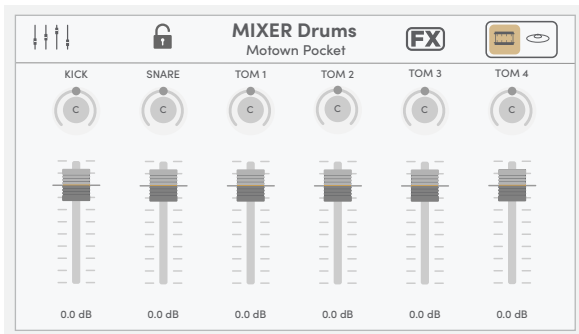 MIXER Drums
Motown Pocket
FX
KICK SNARE TOM 1 TOM 2 TOM 3 TOM 4
C C C C C C
0.0 dB 0.0 dB 0.0 dB 0.0 dB 0.0 dB 0.0 dB